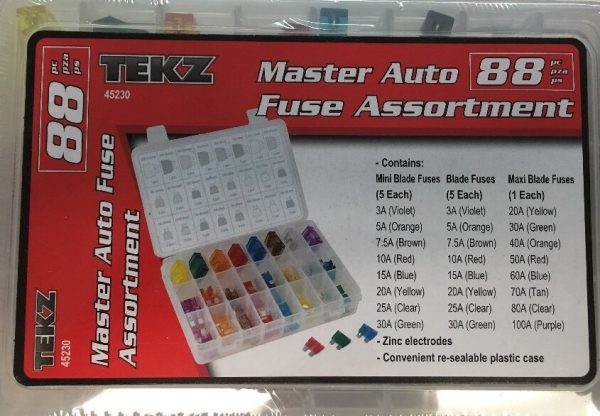 88 pc pza ps
TEKZ
45230
Master Auto 88 pc pza ps
Fuse Assortment
Master Auto Fuse
Assortment
TEKZ
45230
- Contains:
Mini Blade Fuses Blade Fuses Maxi Blade Fuses
(5 Each) (5 Each) (1 Each)
3A (Violet) 3A (Violet) 20A (Yellow)
5A (Orange) 5A (Orange) 30A (Green)
7.5A (Brown) 7.5A (Brown) 40A (Orange)
10A (Red) 10A (Red) 50A (Red)
15A (Blue) 15A (Blue) 60A (Blue)
20A (Yellow) 20A (Yellow) 70A (Tan)
25A (Clear) 25A (Clear) 80A (Clear)
30A (Green) 30A (Green) 100A (Purple)
- Zinc electrodes
- Convenient re-sealable plastic case